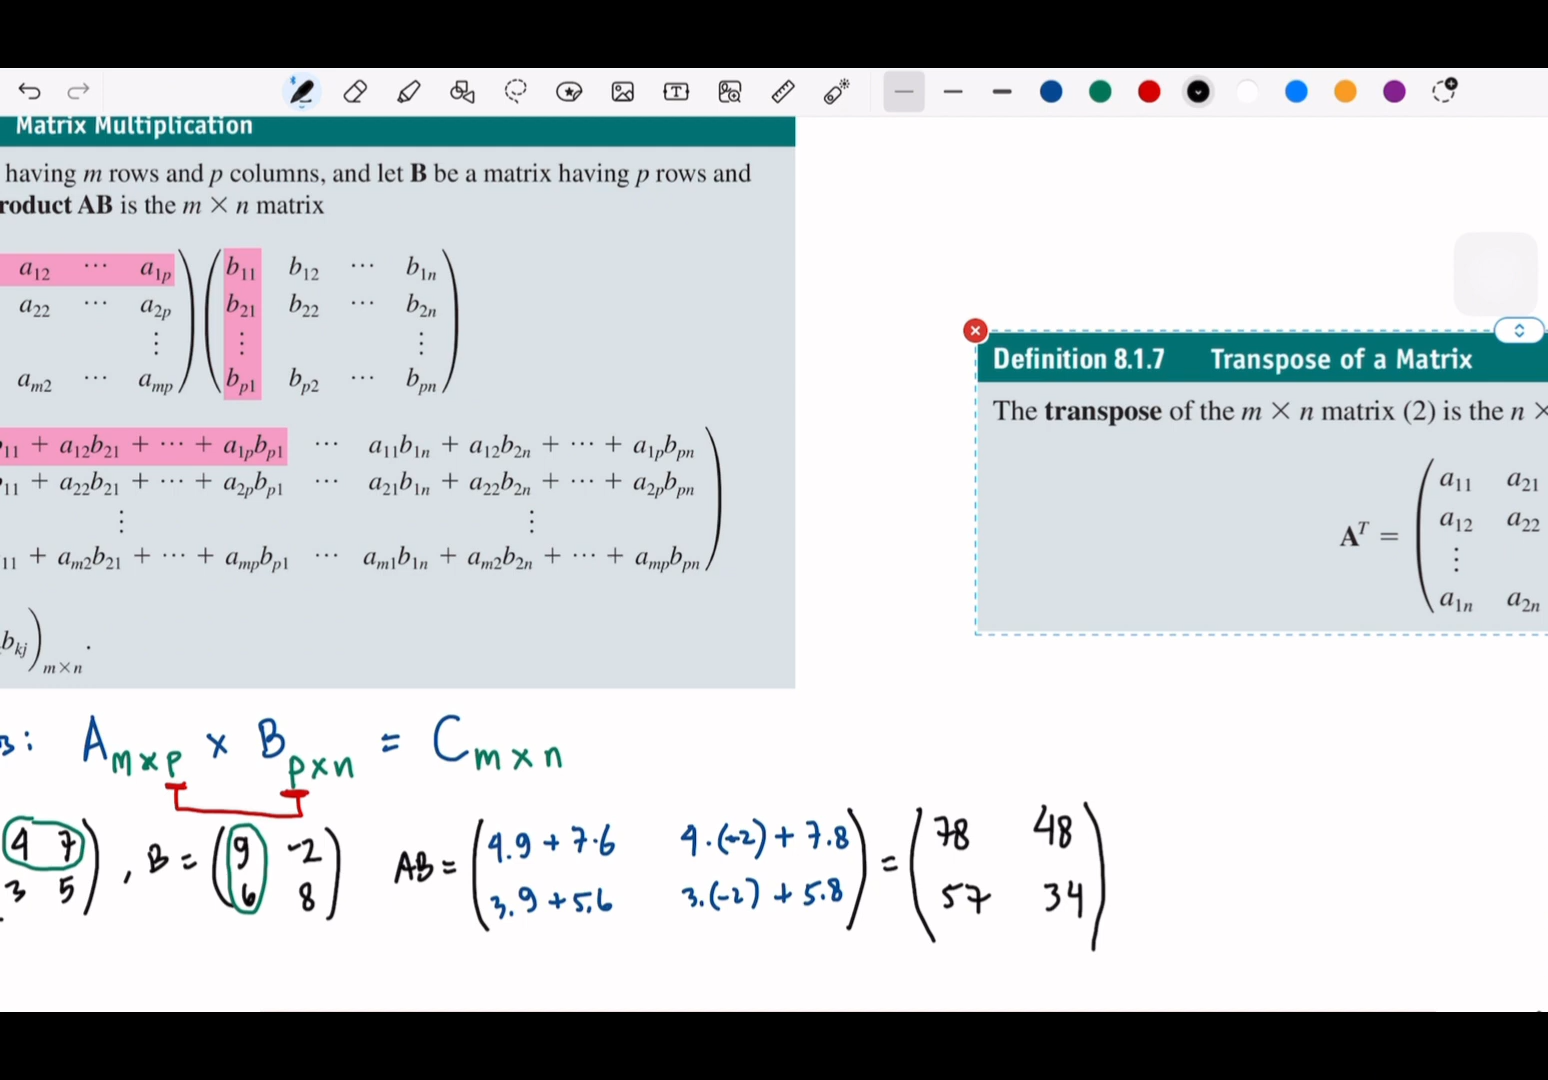 Matrix Multiplication
having m rows and p columns, and let B be a matrix having p rows and
roduct AB is the m × n matrix
a12 ⋯ a1p b11 b12 ⋯ b1n
a22 ⋯ a2p b21 b22 ⋯ b2n
⋮ ⋮ ⋮
am2 ⋯ amp bp1 bp2 ⋯ bpn
11 + a12b21 + ⋯ + a1pbp1 ⋯ a11b1n + a12b2n + ⋯ + a1pbpn
11 + a22b21 + ⋯ + a2pbp1 ⋯ a21b1n + a22b2n + ⋯ + a2pbpn
⋮ ⋮
11 + am2b21 + ⋯ + ampbp1 ⋯ am1b1n + am2b2n + ⋯ + ampbpn
bkj)m×n.
Definition 8.1.7 Transpose of a Matrix
The transpose of the m × n matrix (2) is the n ×
a11 a21
a12 a22
A^T =
⋮
a1n a2n
: A m×p × B p×n = C m×n
4 7 9 -2 4.9 + 7.6 4.(-2) + 7.8 78 48
, B = AB = =
3 5 6 8 3.9 + 5.6 3.(-2) + 5.8 57 34